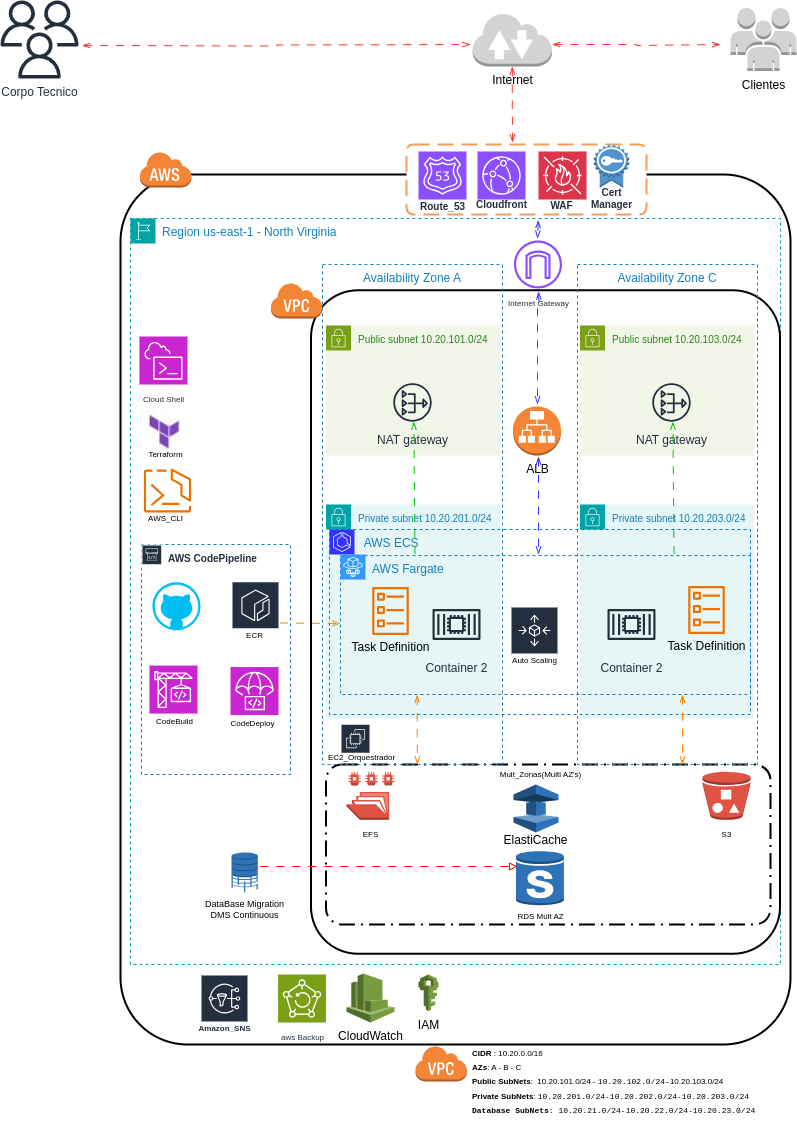 Corpo Tecnico
Internet
Clientes
AWS
53
Route_53
Cloudfront
WAF
Cert
Manager
Region us-east-1 - North Virginia
Availability Zone A
Availability Zone C
VPC
Internet Gateway
Public subnet 10.20.101.0/24
Public subnet 10.20.103.0/24
Cloud Shell
NAT gateway
NAT gateway
Terraform
ALB
AWS_CLI
Private subnet 10.20.201.0/24
Private subnet 10.20.203.0/24
AWS ECS
AWS CodePipeline
AWS Fargate
ECR
Task Definition
Task Definition
Auto Scaling
Container 2
Container 2
CodeBuild
CodeDeploy
EC2_Orquestrador
Mult_Zonas(Multi AZ's)
EFS
ElastiCache
S3
S
DataBase Migration
DMS Continuous
RDS Mult AZ
Amazon_SNS
aws Backup
CloudWatch
IAM
VPC
CIDR : 10.20.0.0/16
AZs: A - B - C
Public SubNets: 10.20.101.0/24 - 10.20.102.0/24-10.20.103.0/24
Private SubNets: 10.20.201.0/24-10.20.202.0/24-10.20.203.0/24
Database SubNets: 10.20.21.0/24-10.20.22.0/24-10.20.23.0/24